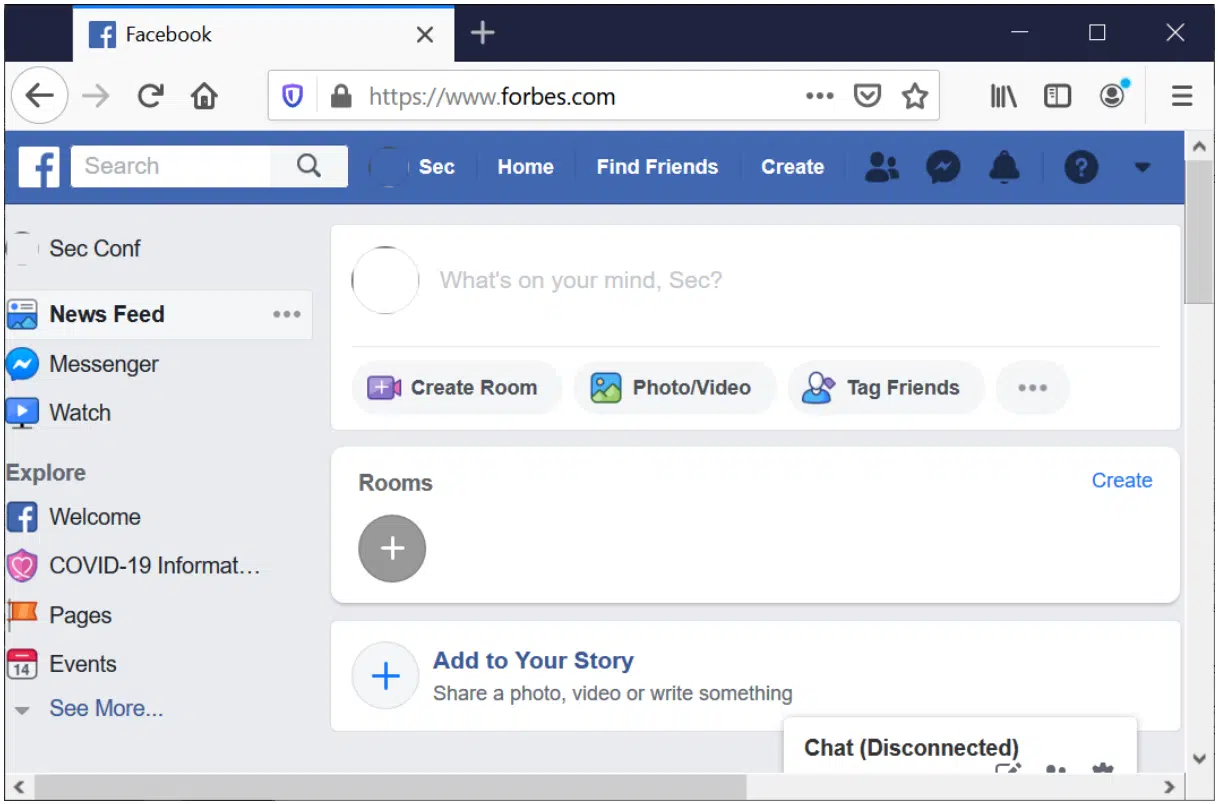 Facebook
https://www.forbes.com
Search
Sec
Home
Find Friends
Create
Sec Conf
News Feed
Messenger
Watch
Explore
Welcome
COVID-19 Informat...
Pages
14
Events
See More...
What's on your mind, Sec?
Create Room
Photo/Video
Tag Friends
Rooms
Create
Add to Your Story
Share a photo, video or write something
Chat (Disconnected)